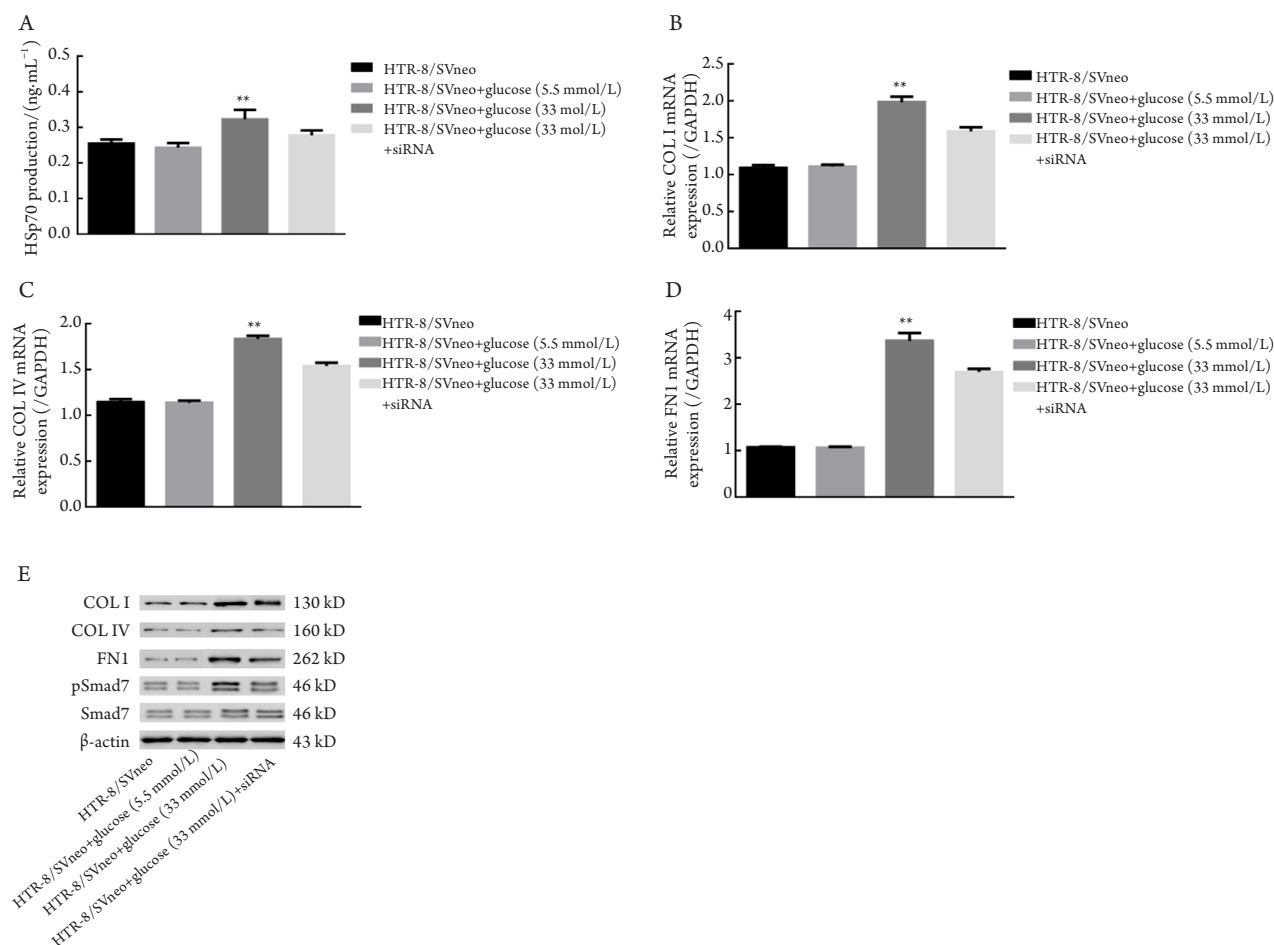 A
HSp70 production/(ng·mL⁻¹)
0.5
0.4
0.3
0.2
0.1
0.0
**
HTR-8/SVneo
HTR-8/SVneo+glucose (5.5 mmol/L)
HTR-8/SVneo+glucose (33 mol/L)
HTR-8/SVneo+glucose (33 mol/L)
+siRNA
B
Relative COL I mRNA
expression (/GAPDH)
2.5
2.0
1.5
1.0
0.5
0.0
**
HTR-8/SVneo
HTR-8/SVneo+glucose (5.5 mmol/L)
HTR-8/SVneo+glucose (33 mmol/L)
HTR-8/SVneo+glucose (33 mmol/L)
+siRNA
C
Relative COL IV mRNA
expression (/GAPDH)
2.0
1.5
1.0
0.5
0.0
**
HTR-8/SVneo
HTR-8/SVneo+glucose (5.5 mmol/L)
HTR-8/SVneo+glucose (33 mmol/L)
HTR-8/SVneo+glucose (33 mmol/L)
+siRNA
D
Relative FN1 mRNA
expression (/GAPDH)
4
3
2
1
0
**
HTR-8/SVneo
HTR-8/SVneo+glucose (5.5 mmol/L)
HTR-8/SVneo+glucose (33 mmol/L)
HTR-8/SVneo+glucose (33 mmol/L)
+siRNA
E
COL I 130 kD
COL IV 160 kD
FN1 262 kD
pSmad7 46 kD
Smad7 46 kD
β-actin 43 kD
HTR-8/SVneo
HTR-8/SVneo+glucose (5.5 mmol/L)
HTR-8/SVneo+glucose (33 mmol/L)
HTR-8/SVneo+glucose (33 mmol/L)+siRNA